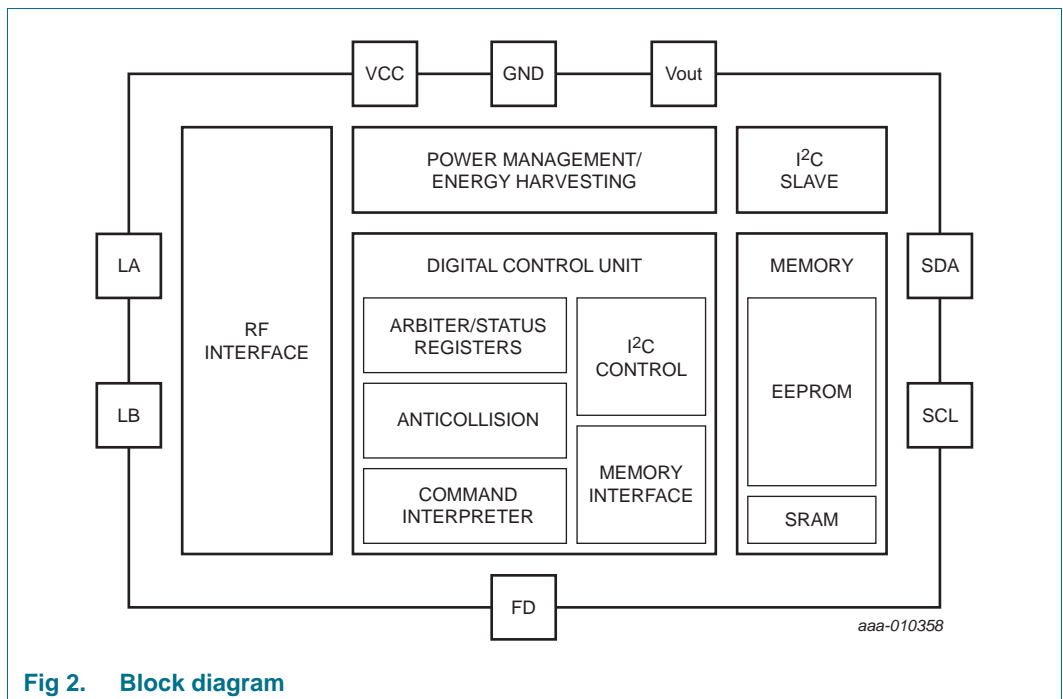 VCC
GND
Vout
POWER MANAGEMENT/
ENERGY HARVESTING
I2C
SLAVE
LA
LB
RF
INTERFACE
DIGITAL CONTROL UNIT
ARBITER/STATUS
REGISTERS
ANTICOLLISION
COMMAND
INTERPRETER
I2C
CONTROL
MEMORY
INTERFACE
MEMORY
EEPROM
SRAM
SDA
SCL
FD
aaa-010358
Fig 2. Block diagram